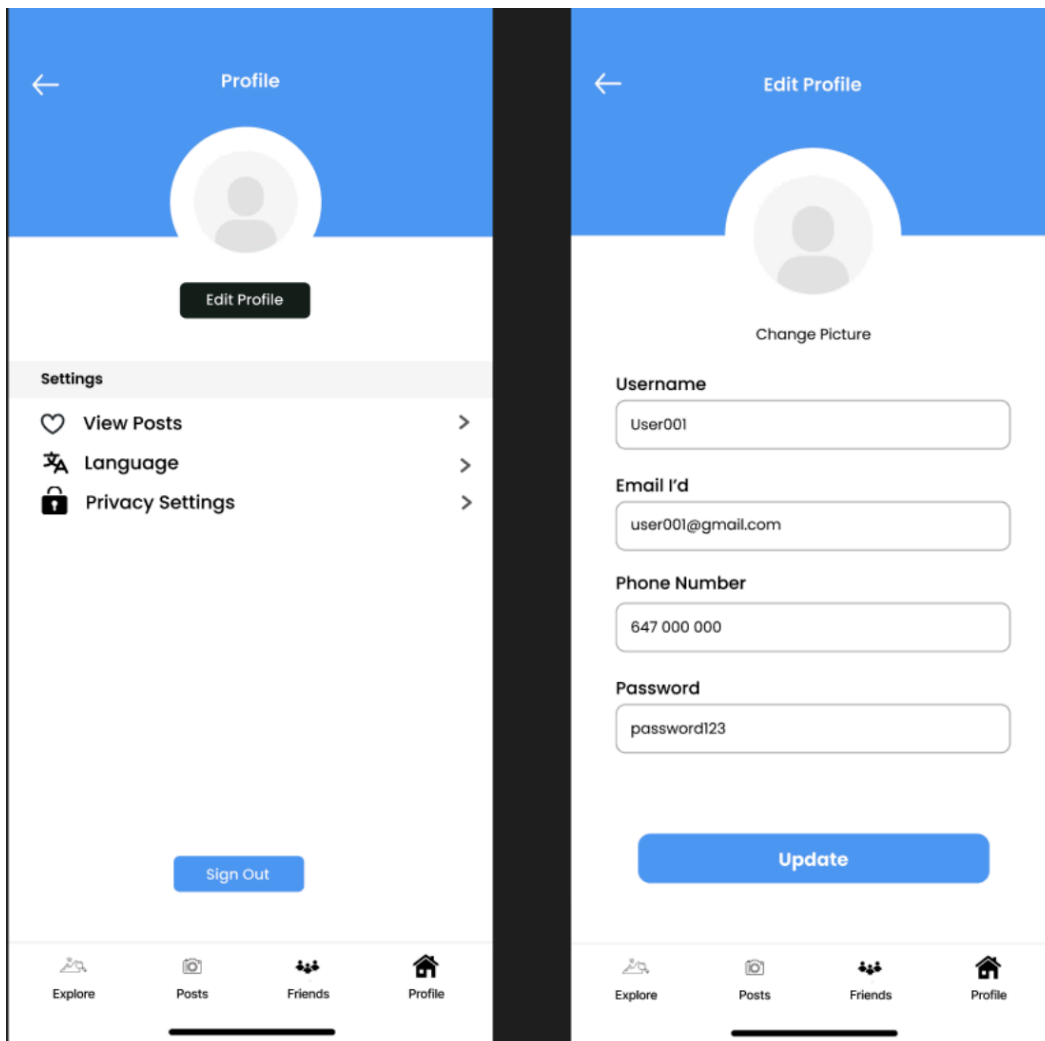 Profile
Edit Profile
Settings
View Posts
Language
Privacy Settings
Sign Out
Explore
Posts
Friends
Profile
Edit Profile
Change Picture
Username
User001
Email I'd
user001@gmail.com
Phone Number
647 000 000
Password
password123
Update
Explore
Posts
Friends
Profile